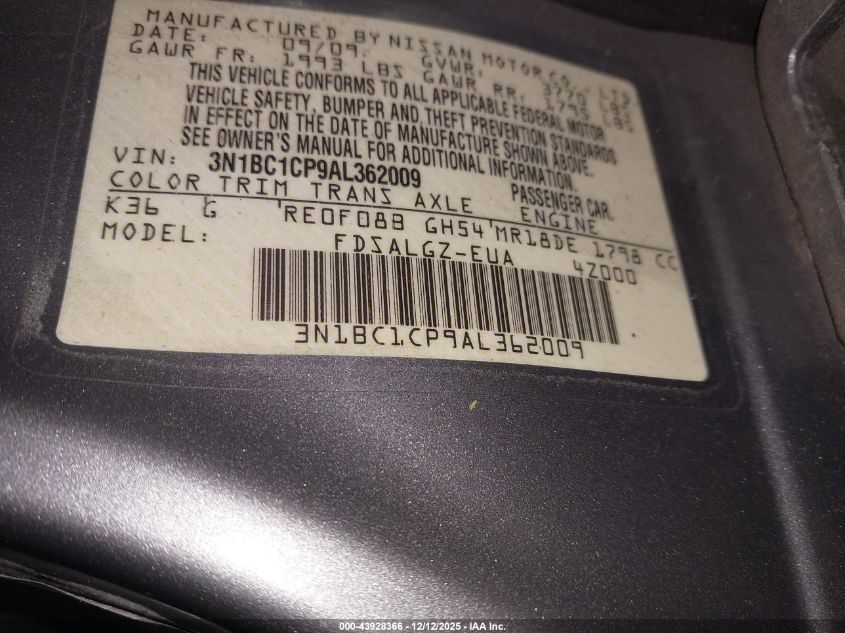 MANUFACTURED BY NISSAN MOTOR CO., LTD.
DATE: 09/09 GVWR: 3770 LBS
GAWR FR: 1993 LBS GAWR RR: 1795 LBS
THIS VEHICLE CONFORMS TO ALL APPLICABLE FEDERAL MOTOR
VEHICLE SAFETY, BUMPER AND THEFT PREVENTION STANDARDS
IN EFFECT ON THE DATE OF MANUFACTURE SHOWN ABOVE.
SEE OWNER'S MANUAL FOR ADDITIONAL INFORMATION.
VIN: 3N1BC1CP9AL362009 PASSENGER CAR.
COLOR TRIM TRANS AXLE ENGINE
K36 G RE0F08B GH54 MR18DE 1798 CC
MODEL: FDSALGZ-EUA 4Z000
3N1BC1CP9AL362009
000-43928366 - 12/12/2025 - IAA Inc.